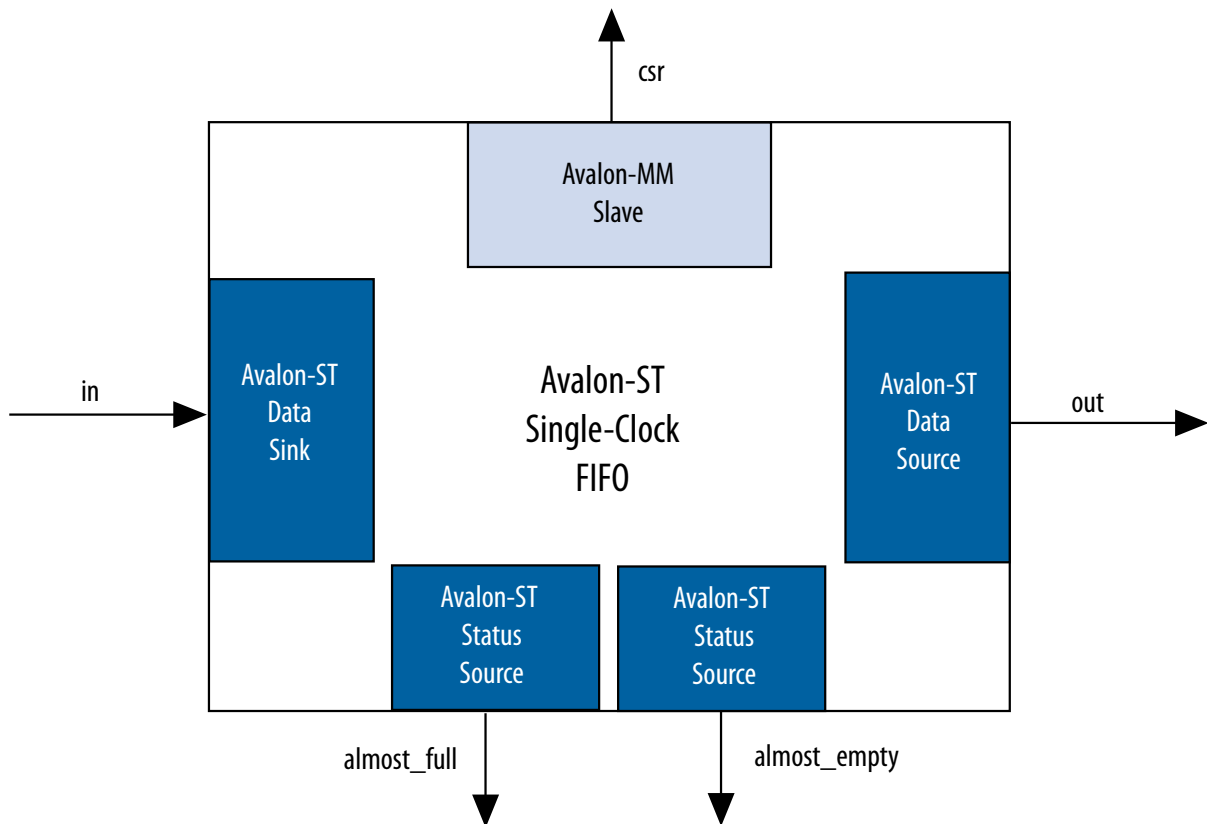 csr
Avalon-MM
Slave
in
Avalon-ST
Data
Sink
Avalon-ST
Single-Clock
FIFO
Avalon-ST
Data
Source
out
Avalon-ST
Status
Source
Avalon-ST
Status
Source
almost_full
almost_empty